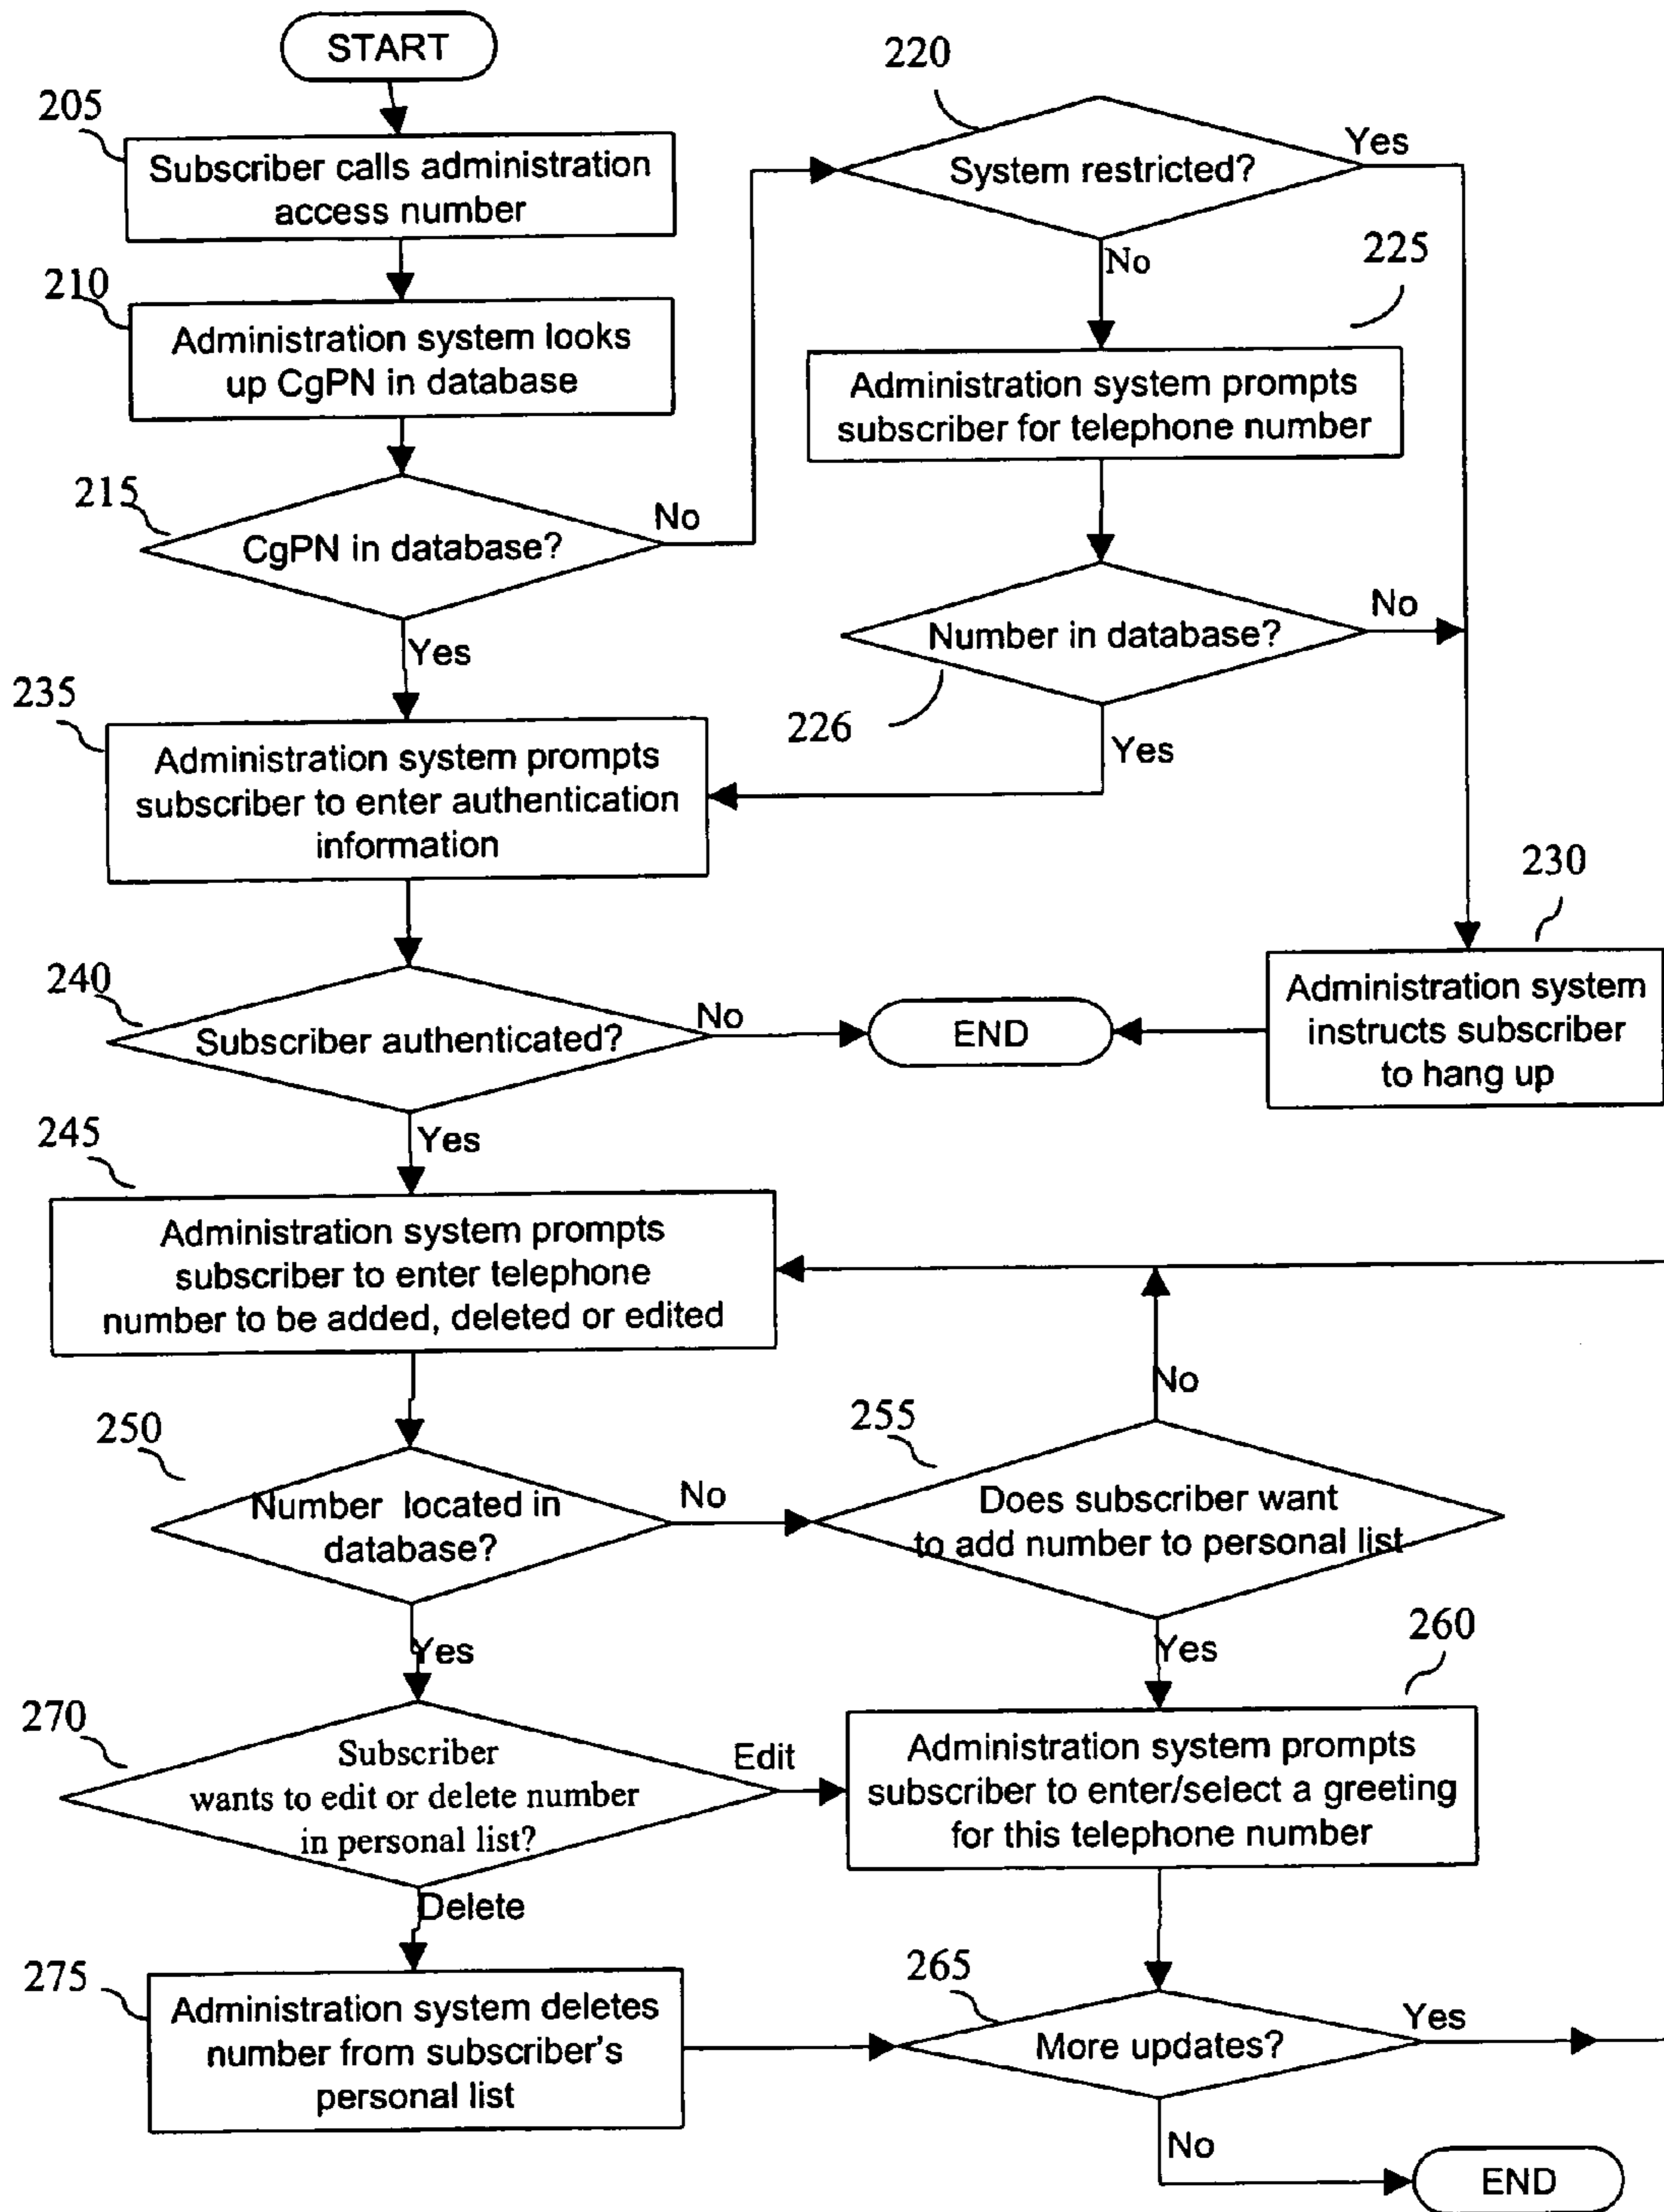 START
205
Subscriber calls administration
access number
210
Administration system looks
up CgPN in database
215
CgPN in database?
No
Yes
220
System restricted?
Yes
No
225
Administration system prompts
subscriber for telephone number
Number in database?
No
226
Yes
230
Administration system
instructs subscriber
to hang up
235
Administration system prompts
subscriber to enter authentication
information
240
Subscriber authenticated?
No
END
Yes
245
Administration system prompts
subscriber to enter telephone
number to be added, deleted or edited
250
Number located in
database?
No
Yes
255
Does subscriber want
to add number to personal list
No
Yes
260
Administration system prompts
subscriber to enter/select a greeting
for this telephone number
270
Subscriber
wants to edit or delete number
in personal list?
Edit
Delete
275
Administration system deletes
number from subscriber's
personal list
265
More updates?
Yes
No
END